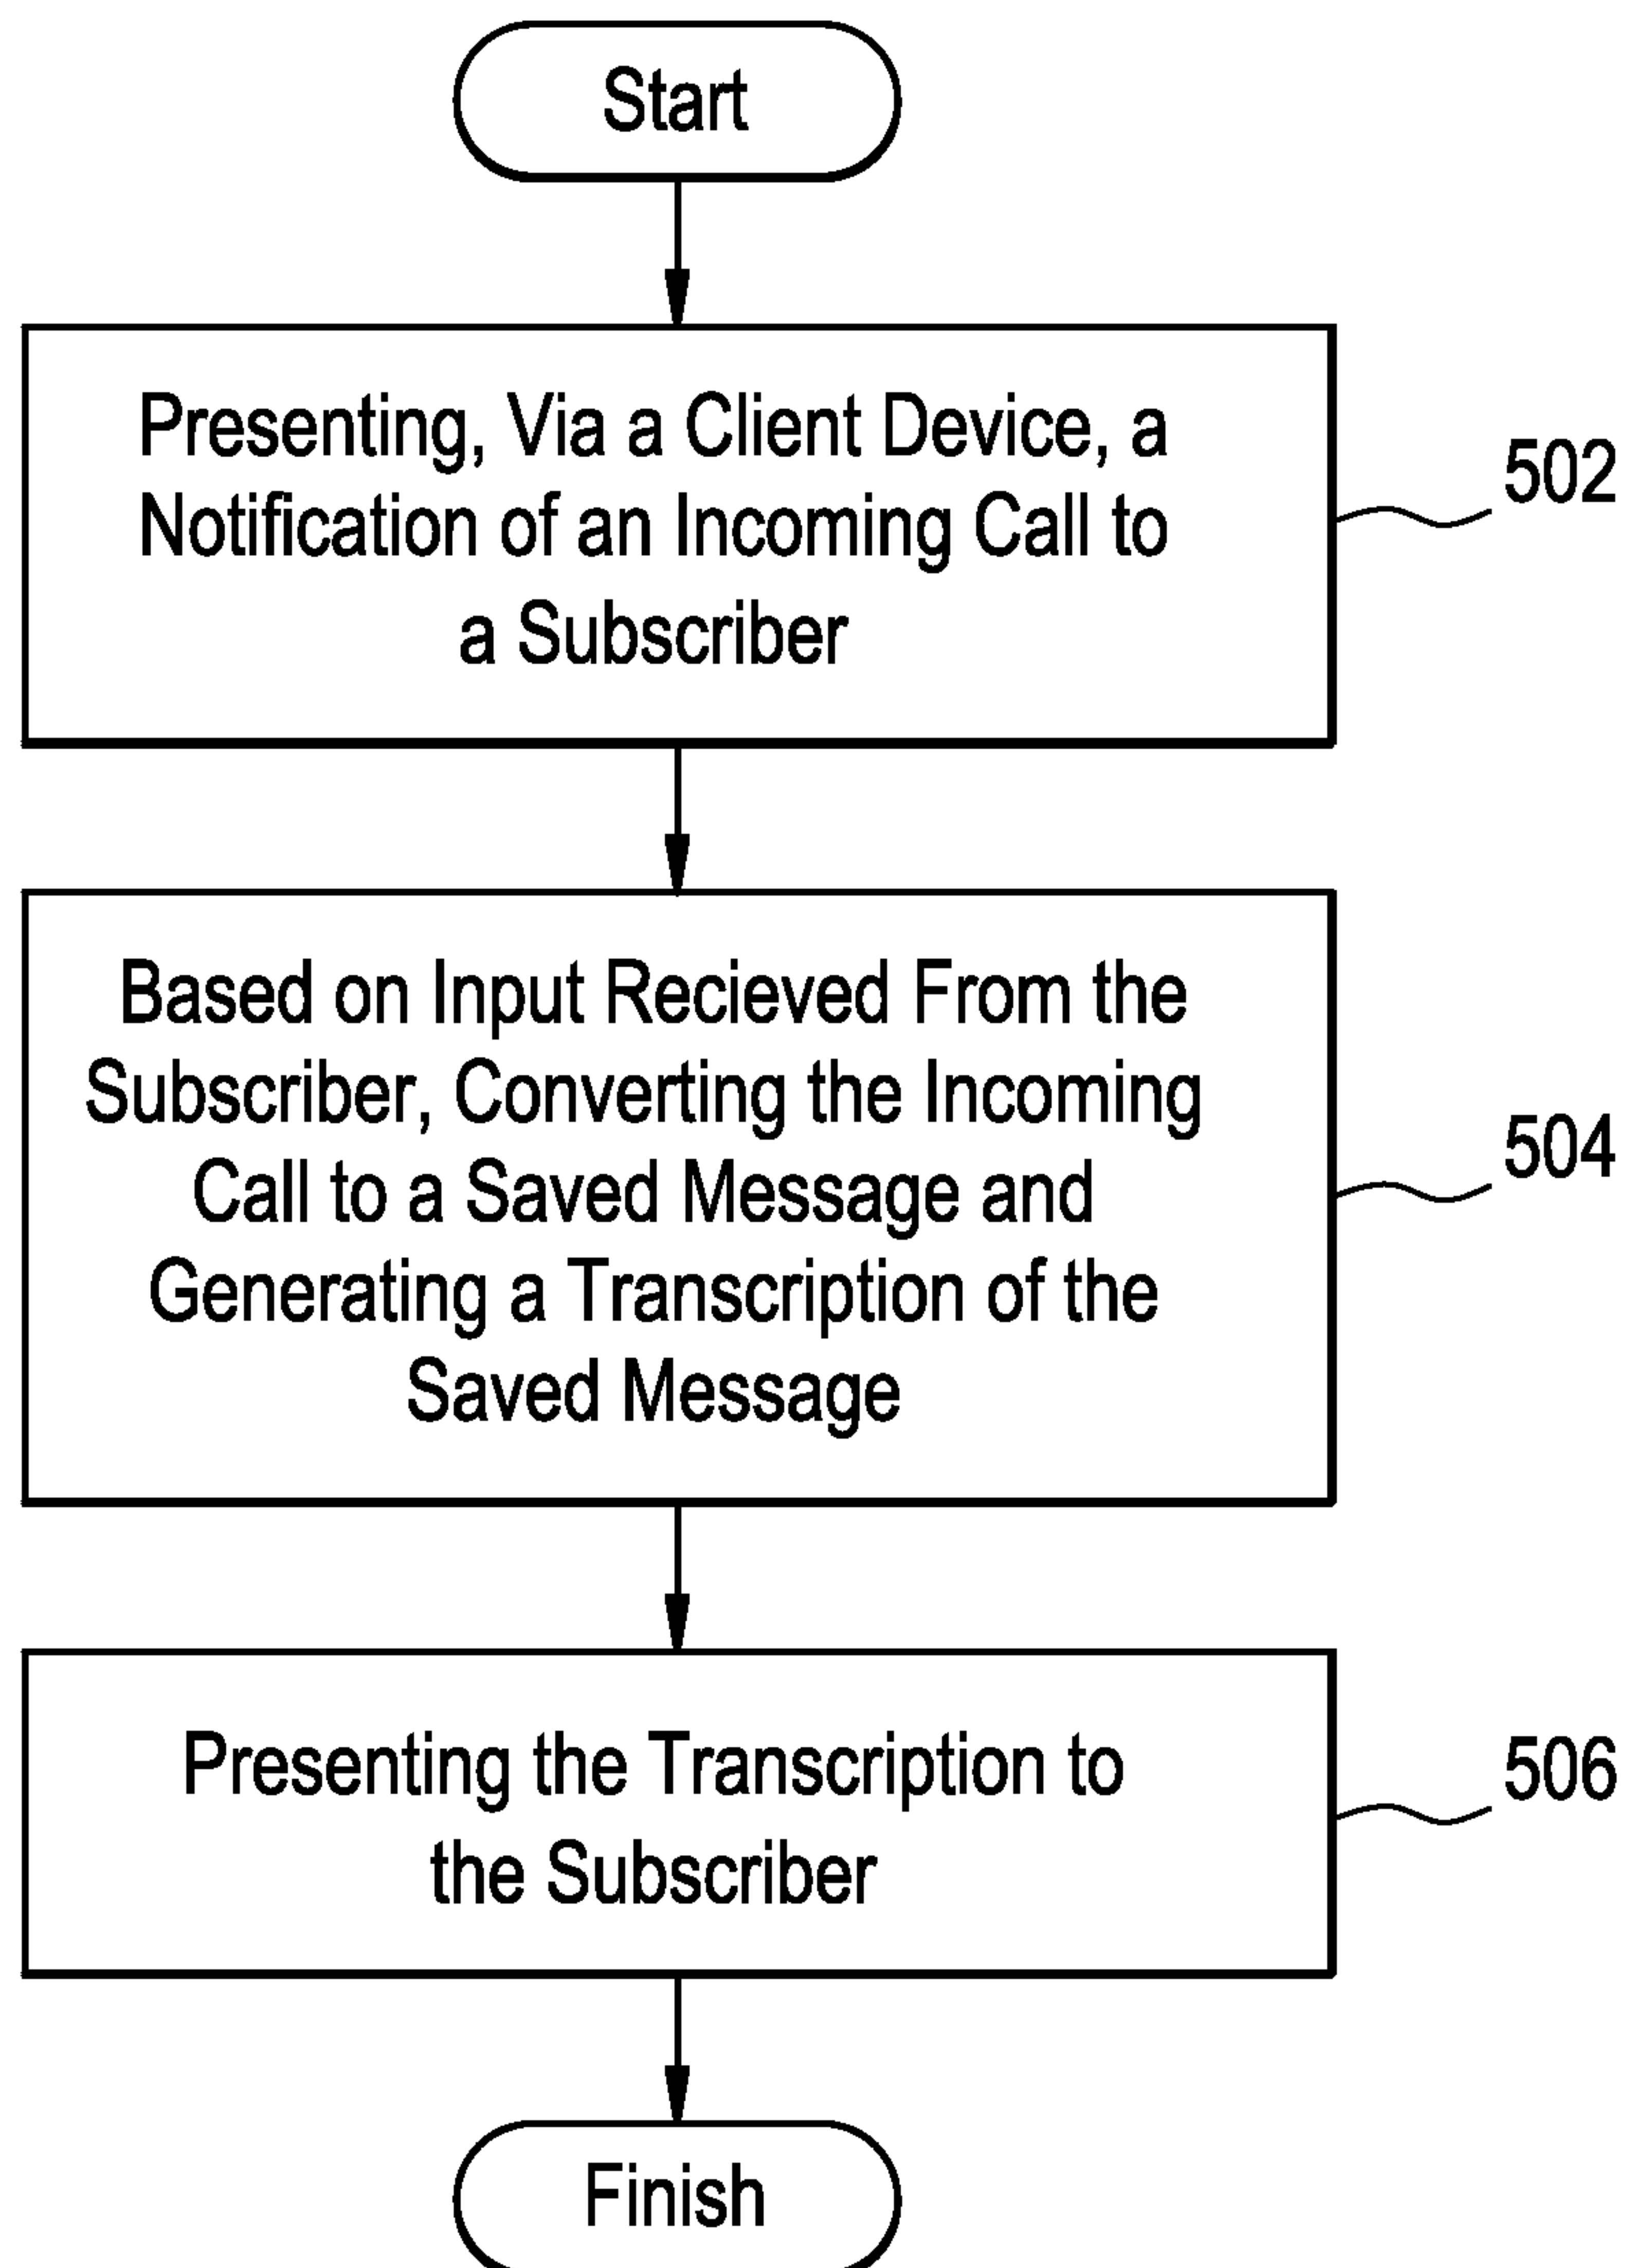 Start
Presenting, Via a Client Device, a
Notification of an Incoming Call to
a Subscriber
502
Based on Input Recieved From the
Subscriber, Converting the Incoming
Call to a Saved Message and
Generating a Transcription of the
Saved Message
504
Presenting the Transcription to
the Subscriber
506
Finish